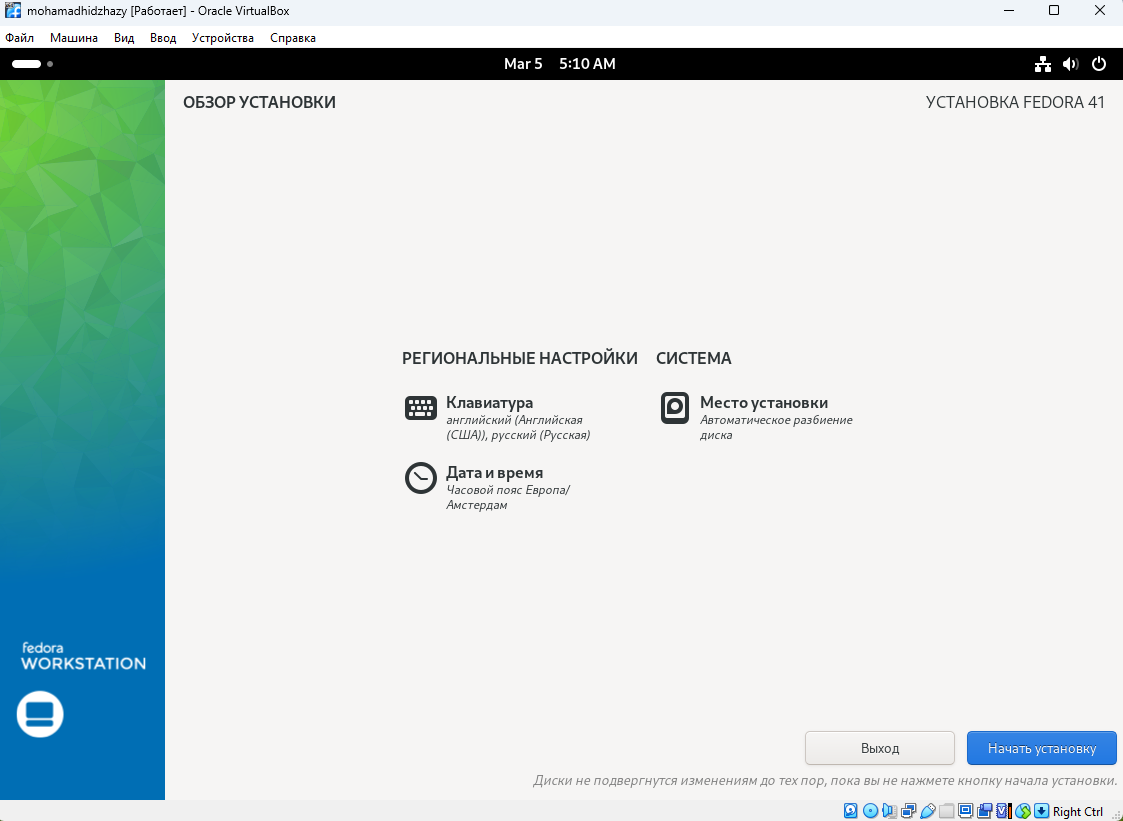 mohamadhidzhazy [Работает] - Oracle VirtualBox
Файл Машина Вид Ввод Устройства Справка
Mar 5 5:10 AM
ОБЗОР УСТАНОВКИ
УСТАНОВКА FEDORA 41
РЕГИОНАЛЬНЫЕ НАСТРОЙКИ
Клавиатура
английский (Английская
(США)), русский (Русская)
Дата и время
Часовой пояс Европа/
Амстердам
СИСТЕМА
Место установки
Автоматическое разбиение
диска
fedora
WORKSTATION
Выход
Начать установку
Диски не подвергнутся изменениям до тех пор, пока вы не нажмете кнопку начала установки.
Right Ctrl